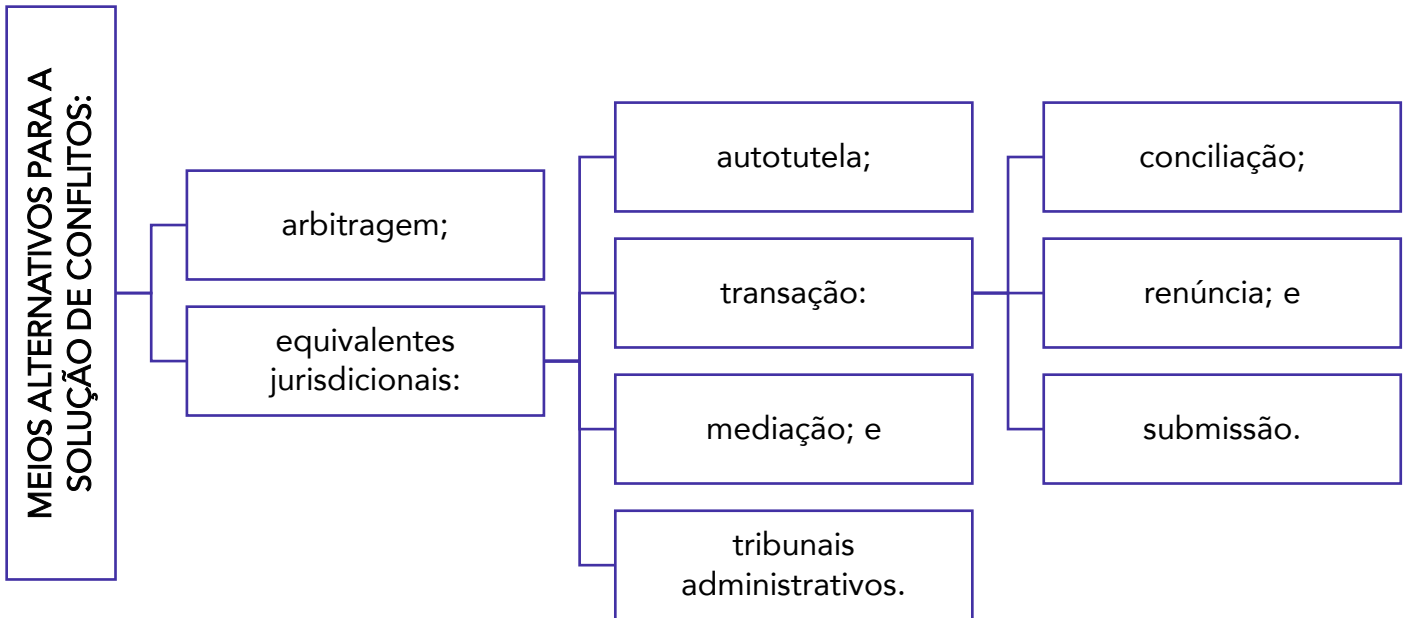 MEIOS ALTERNATIVOS PARA A
SOLUÇÃO DE CONFLITOS:
arbitragem;
equivalentes
jurisdicionais:
autotutela;
transação:
mediação; e
tribunais
administrativos.
conciliação;
renúncia; e
submissão.